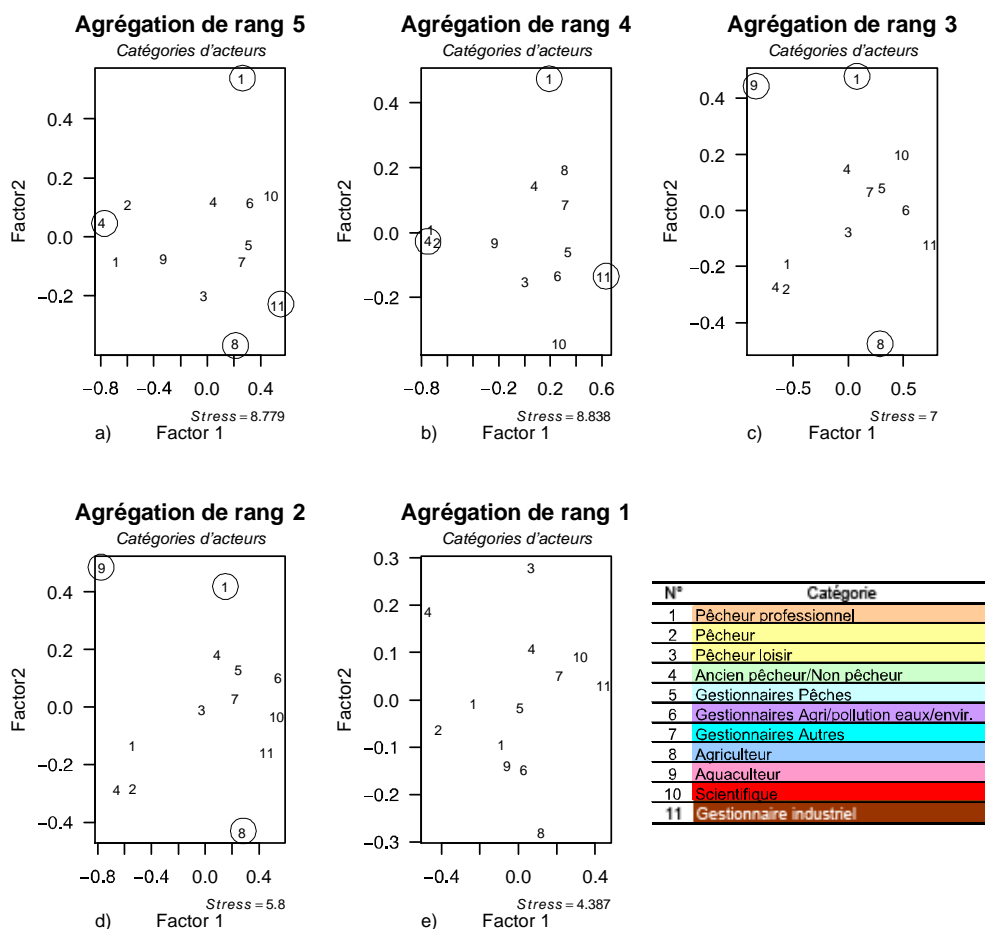 Agrégation de rang 5
Catégories d'acteurs
1
2
4
4
6
10
5
1
9
7
3
11
8
0.4
0.2
0.0
−0.2
Factor2
−0.8
−0.4
0.0
0.4
Stress = 8.779
a)
Factor 1
Agrégation de rang 4
Catégories d'acteurs
1
8
4
7
1
4
2
9
5
6
3
11
10
0.4
0.2
0.0
−0.2
Factor2
−0.8
−0.2
0.2
0.6
Stress = 8.838
b)
Factor 1
Agrégation de rang 3
Catégories d'acteurs
9
1
10
4
7
5
6
3
11
1
4
2
8
0.4
0.2
0.0
−0.2
−0.4
Factor2
−0.5
0.0
0.5
Stress = 7
c)
Factor 1
Agrégation de rang 2
Catégories d'acteurs
9
1
4
5
6
7
3
10
1
11
4
2
8
0.4
0.2
0.0
−0.2
−0.4
Factor2
−0.8
−0.4
0.0
0.4
Stress = 5.8
d)
Factor 1
Agrégation de rang 1
Catégories d'acteurs
3
4
4
10
7
11
1
5
2
1
9
6
8
0.3
0.2
0.1
0.0
−0.1
−0.2
−0.3
Factor2
−0.4
0.0
0.4
Stress = 4.387
e)
Factor 1
N° Catégorie
1 Pêcheur professionnel
2 Pêcheur
3 Pêcheur loisir
4 Ancien pêcheur/Non pêcheur
5 Gestionnaires Pêches
6 Gestionnaires Agri/pollution eaux/envir.
7 Gestionnaires Autres
8 Agriculteur
9 Aquaculteur
10 Scientifique
11 Gestionnaire industriel